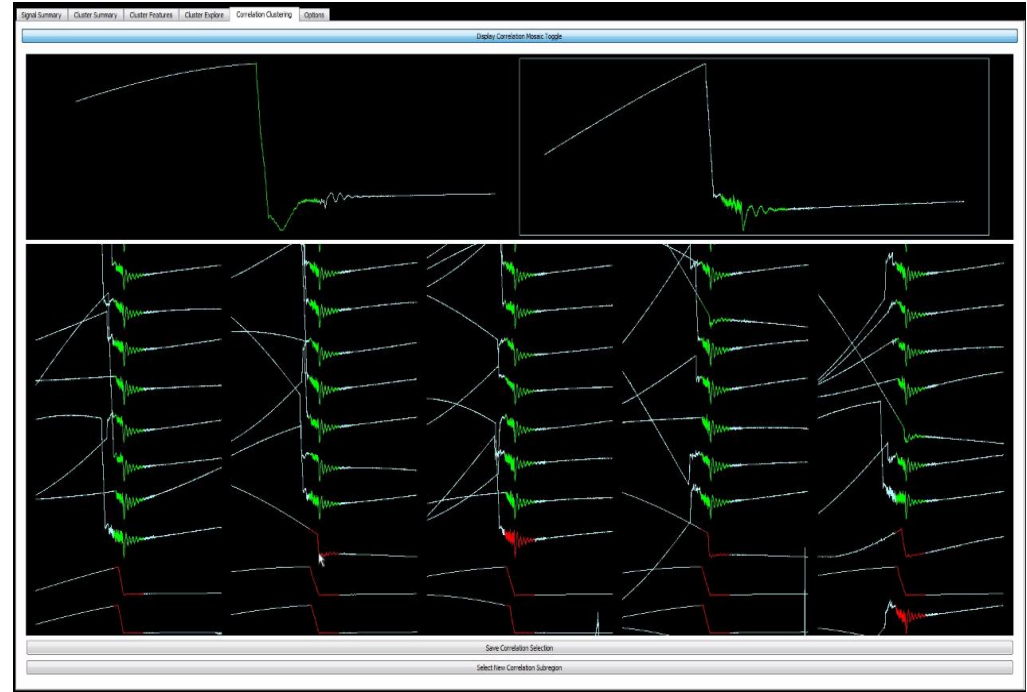 Signal Summary Cluster Summary Cluster Features Cluster Explore Correlation Clustering Options
Display Correlation Mosaic Toggle
Save Correlation Selection
Select New Correlation Subregion